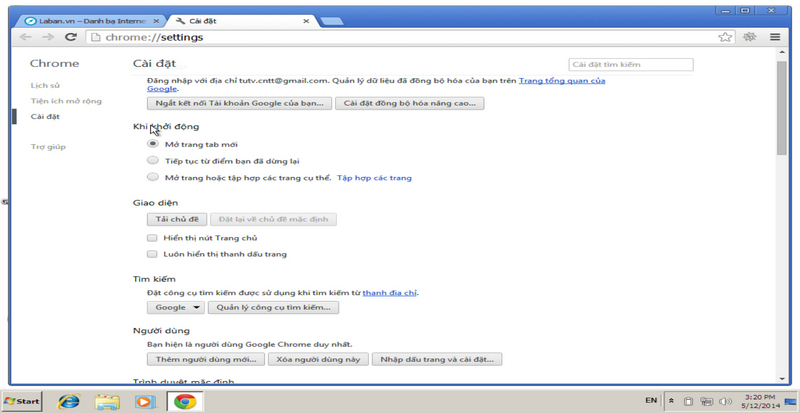 Laban.vn – Danh bạ Internet
Cài đặt
chrome://settings
Chrome
Lịch sử
Tiện ích mở rộng
Cài đặt
Trợ giúp
Cài đặt
Cài đặt tìm kiếm
Đăng nhập với địa chỉ tutv.cntt@gmail.com. Quản lý dữ liệu đã đồng bộ hóa của bạn trên Trang tổng quan của
Google.
Ngắt kết nối Tài khoản Google của bạn... Cài đặt đồng bộ hóa nâng cao...
Khi khởi động
Mở trang tab mới
Tiếp tục từ điểm bạn đã dừng lại
Mở trang hoặc tập hợp các trang cụ thể. Tập hợp các trang
Giao diện
Tải chủ đề Đặt lại về chủ đề mặc định
Hiển thị nút Trang chủ
Luôn hiển thị thanh dấu trang
Tìm kiếm
Đặt công cụ tìm kiếm được sử dụng khi tìm kiếm từ thanh địa chỉ.
Google Quản lý công cụ tìm kiếm...
Người dùng
Bạn hiện là người dùng Google Chrome duy nhất.
Thêm người dùng mới... Xóa người dùng này Nhập dấu trang và cài đặt...
Trình duyệt mặc định
Start
EN
3:20 PM
5/12/2014